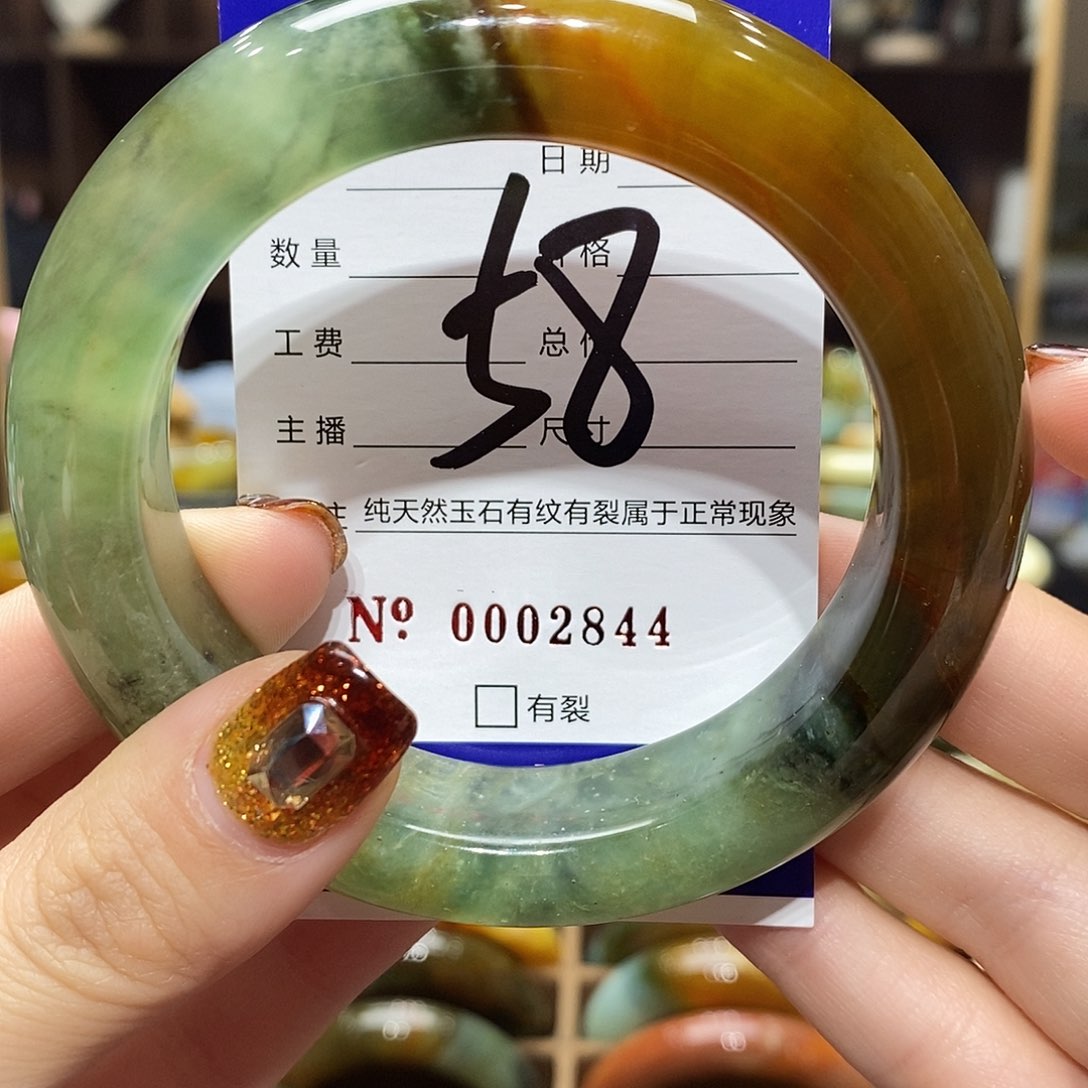 日期
数量 格
58
工费 总
主播 尺寸
主 纯天然玉石有纹有裂属于正常现象
Nº 0002844
有裂